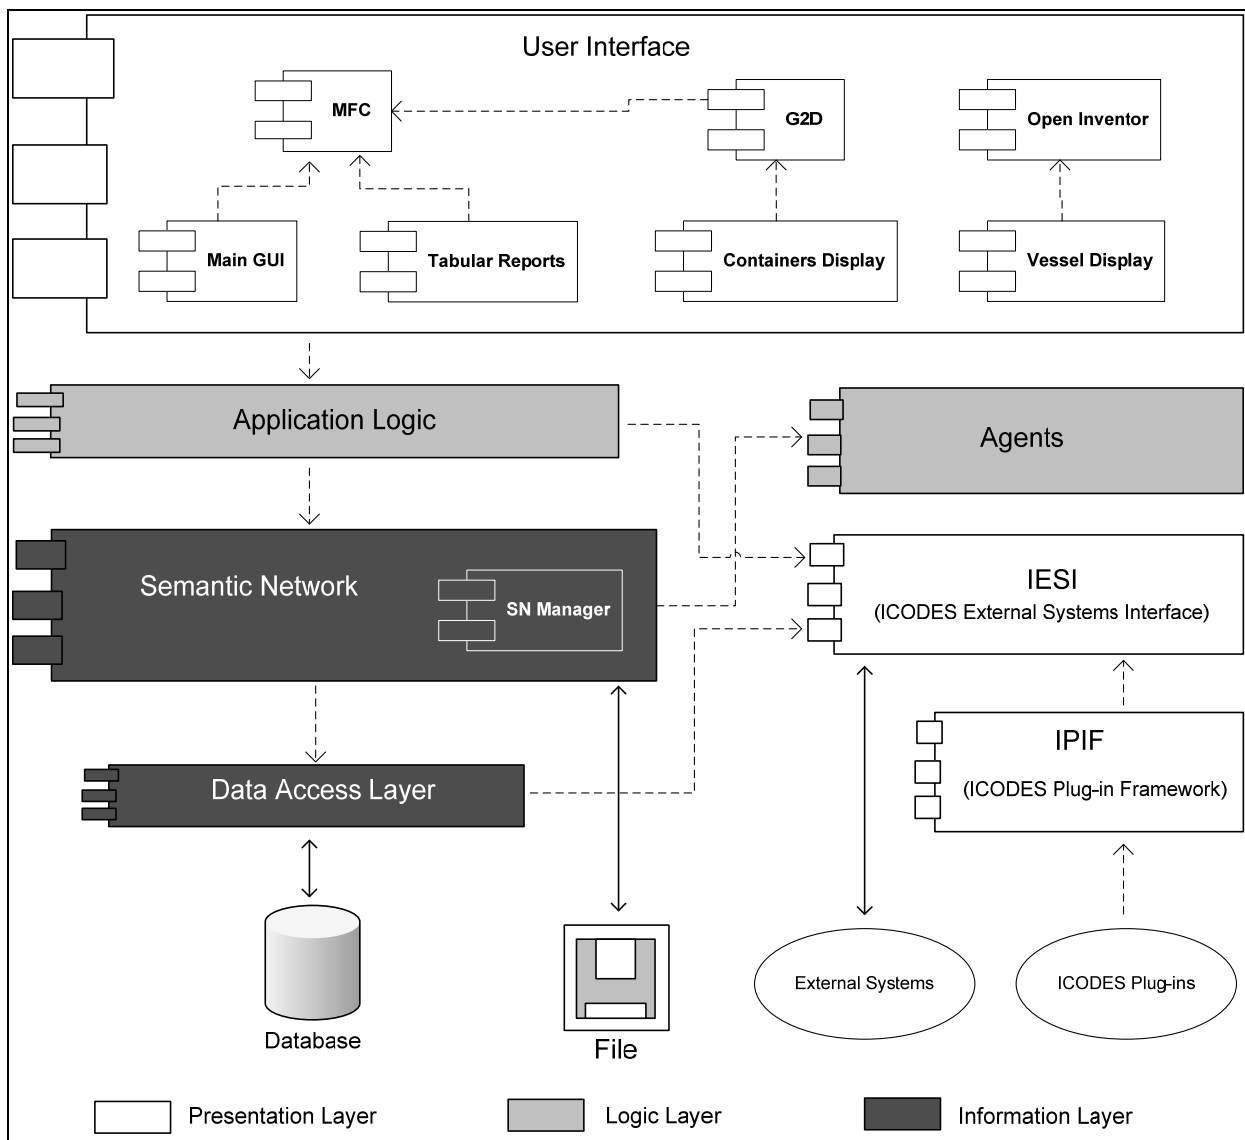 User Interface
MFC
G2D
Open Inventor
Main GUI
Tabular Reports
Containers Display
Vessel Display
Application Logic
Agents
Semantic Network
SN Manager
IESI
(ICODES External Systems Interface)
IPIF
(ICODES Plug-in Framework)
Data Access Layer
External Systems
ICODES Plug-ins
Database
File
Presentation Layer
Logic Layer
Information Layer